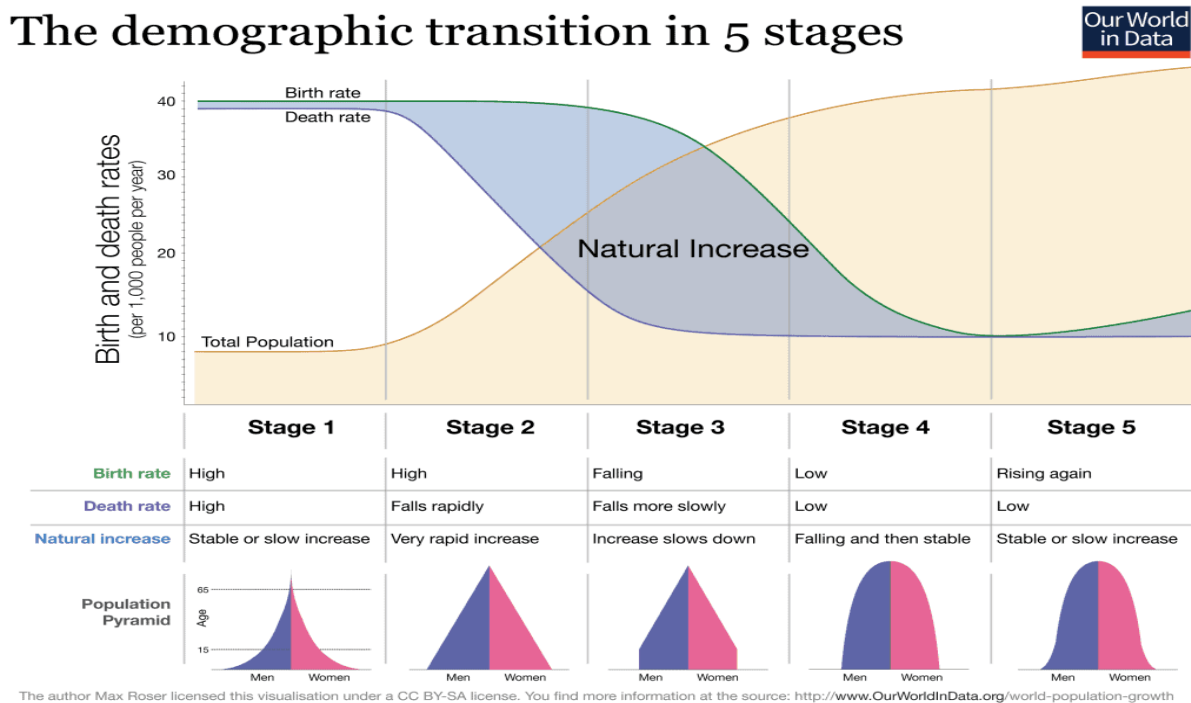 The demographic transition in 5 stages
Our World
in Data
Birth and death rates
(per 1,000 people per year)
40
30
20
10
Birth rate
Death rate
Natural Increase
Total Population
Stage 1 Stage 2 Stage 3 Stage 4 Stage 5
Birth rate High High Falling Low Rising again
Death rate High Falls rapidly Falls more slowly Low Low
Natural increase Stable or slow increase Very rapid increase Increase slows down Falling and then stable Stable or slow increase
Population
Pyramid
65
Age
15
Men Women Men Women Men Women Men Women Men Women
The author Max Roser licensed this visualisation under a CC BY-SA license. You find more information at the source: http://www.OurWorldInData.org/world-population-growth